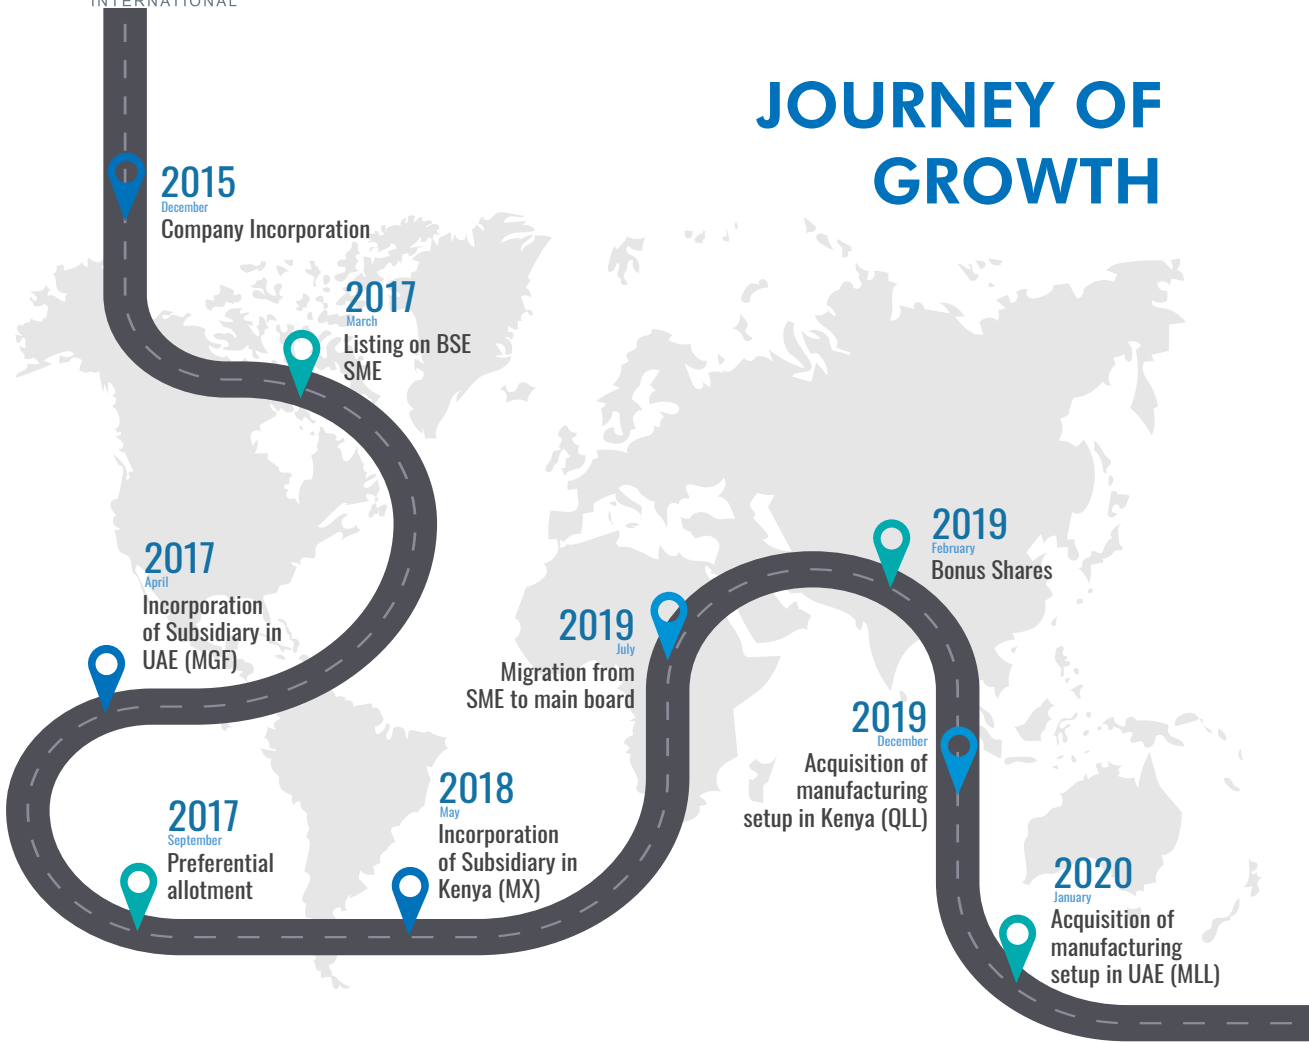 INTERNATIONAL
JOURNEY OF
GROWTH
2015
December
Company Incorporation
2017
March
Listing on BSE
SME
2017
April
Incorporation
of Subsidiary in
UAE (MGF)
2017
September
Preferential
allotment
2018
May
Incorporation
of Subsidiary in
Kenya (MX)
2019
July
Migration from
SME to main board
2019
February
Bonus Shares
2019
December
Acquisition of
manufacturing
setup in Kenya (QLL)
2020
January
Acquisition of
manufacturing
setup in UAE (MLL)